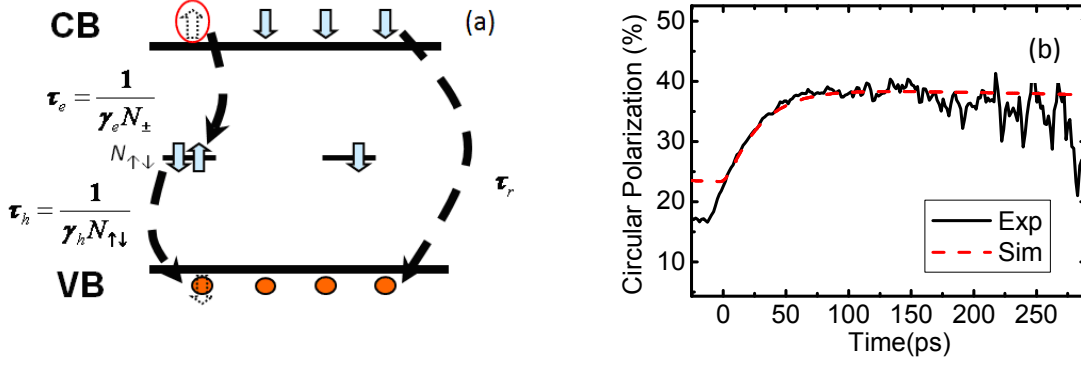 CB
(a)
τe = 1 / γe N±
N↑↓
τr
τh = 1 / γh N↑↓
VB
Circular Polarization (%)
50
40
30
20
10
(b)
Exp
Sim
0 50 100 150 200 250
Time(ps)